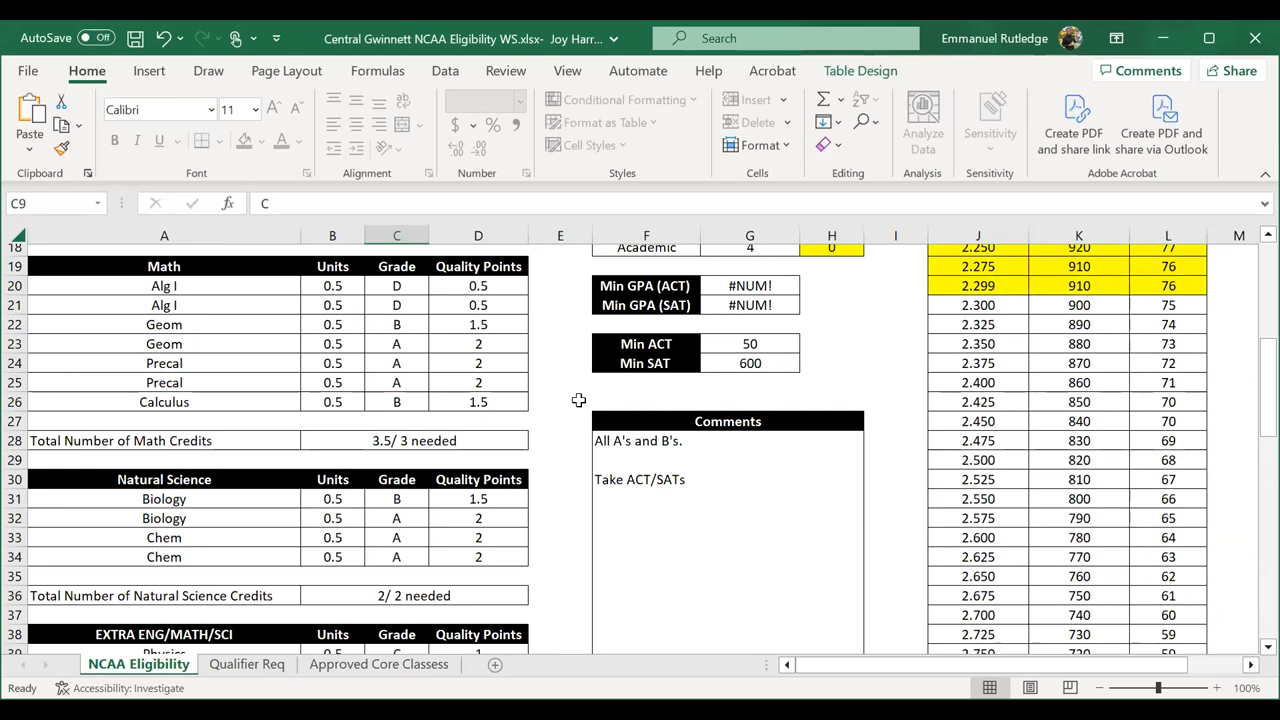 AutoSave Off Central Gwinnett NCAA Eligibility WS.xlsx- Joy Harr... Search Emmanuel Rutledge
File Home Insert Draw Page Layout Formulas Data Review View Automate Help Acrobat Table Design Comments Share
Paste Calibri 11 Conditional Formatting Format as Table Cell Styles Insert Delete Format Analyze Data Sensitivity Create PDF and share link Create PDF and share via Outlook
Clipboard Font Alignment Number Styles Cells Editing Analysis Sensitivity Adobe Acrobat
C9 fx C
A B C D E F G H I J K L M
18 Academic 4 0 2.250 920 77
19 Math Units Grade Quality Points 2.275 910 76
20 Alg I 0.5 D 0.5 Min GPA (ACT) #NUM! 2.299 910 76
21 Alg I 0.5 D 0.5 Min GPA (SAT) #NUM! 2.300 900 75
22 Geom 0.5 B 1.5 2.325 890 74
23 Geom 0.5 A 2 Min ACT 50 2.350 880 73
24 Precal 0.5 A 2 Min SAT 600 2.375 870 72
25 Precal 0.5 A 2 2.400 860 71
26 Calculus 0.5 B 1.5 2.425 850 70
27 Comments 2.450 840 70
28 Total Number of Math Credits 3.5/ 3 needed All A's and B's. 2.475 830 69
29 2.500 820 68
30 Natural Science Units Grade Quality Points Take ACT/SATs 2.525 810 67
31 Biology 0.5 B 1.5 2.550 800 66
32 Biology 0.5 A 2 2.575 790 65
33 Chem 0.5 A 2 2.600 780 64
34 Chem 0.5 A 2 2.625 770 63
35 2.650 760 62
36 Total Number of Natural Science Credits 2/ 2 needed 2.675 750 61
37 2.700 740 60
38 EXTRA ENG/MATH/SCI Units Grade Quality Points 2.725 730 59
39 Physics 0.5 C 1 2.750 720 59
NCAA Eligibility Qualifier Req Approved Core Classess
Ready Accessibility: Investigate 100%